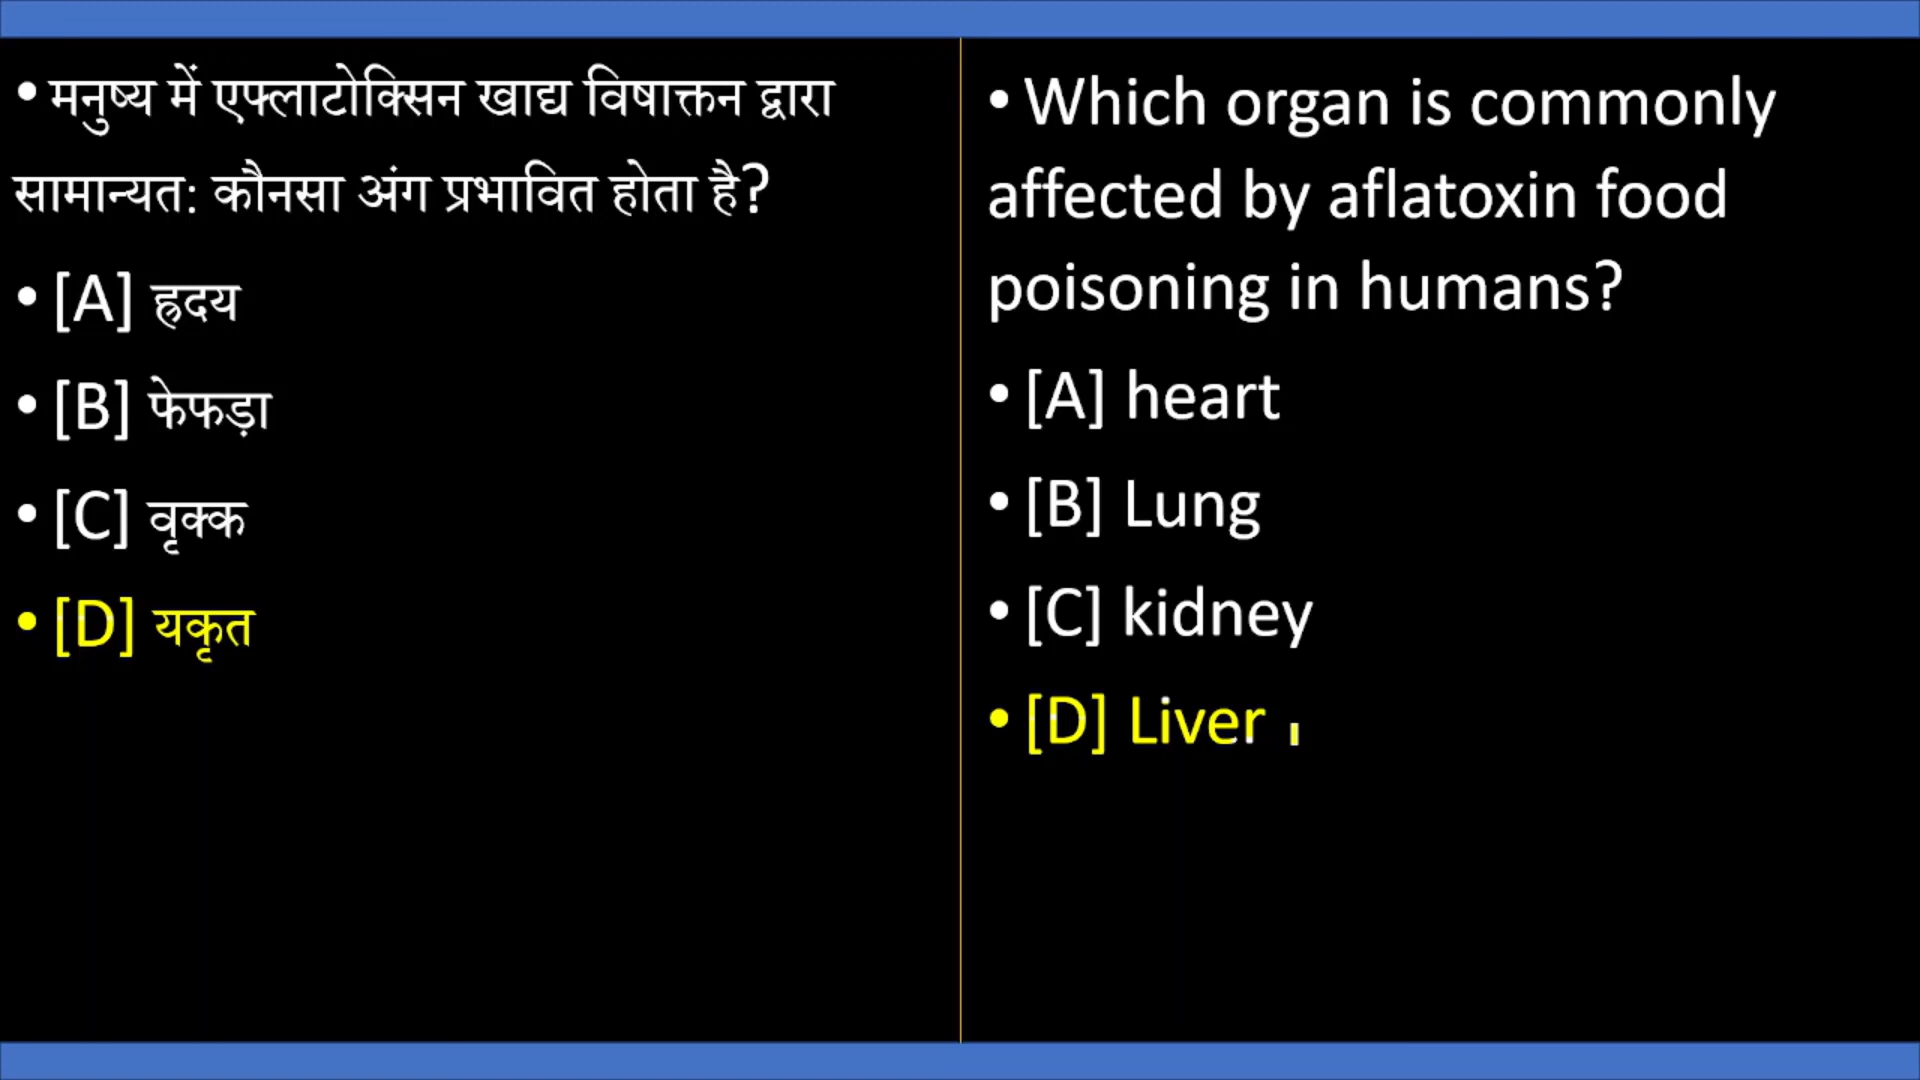 • मनुष्य में एफ्लाटोक्सिन खाद्य विषाक्तन द्वारा
सामान्यत: कौनसा अंग प्रभावित होता है?
• [A] ह्रदय
• [B] फेफड़ा
• [C] वृक्क
• [D] यकृत
• Which organ is commonly
affected by aflatoxin food
poisoning in humans?
• [A] heart
• [B] Lung
• [C] kidney
• [D] Liver